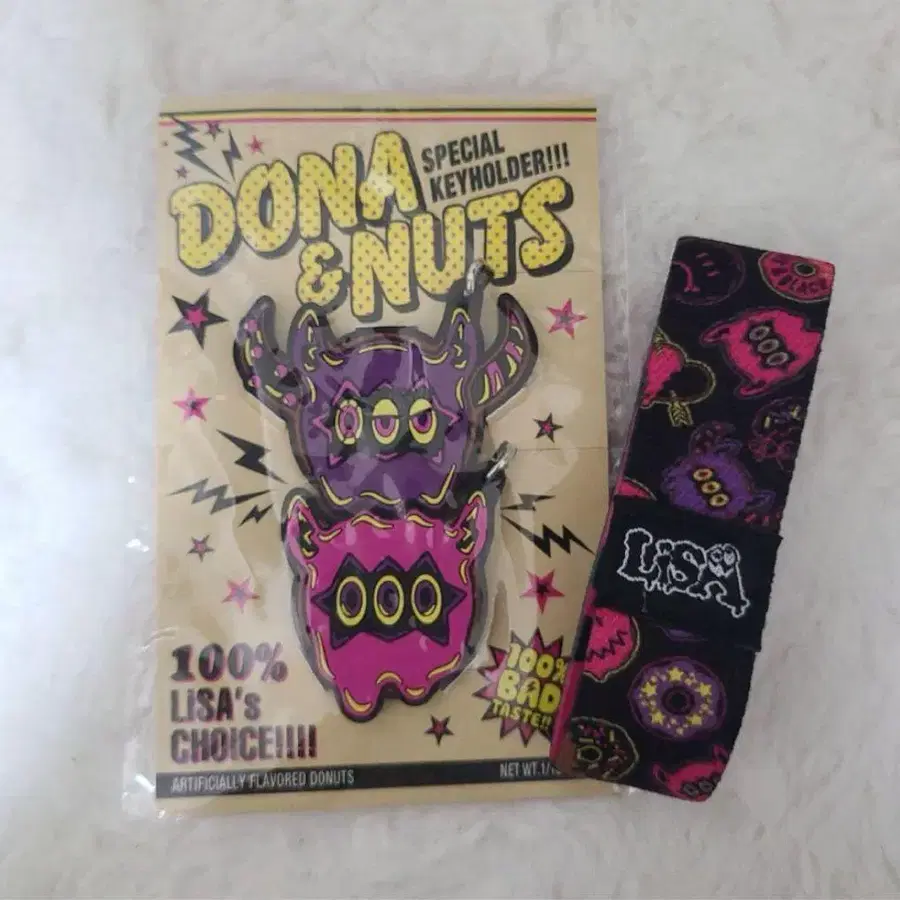 DONA
SPECIAL
KEYHOLDER!!!
& NUTS
100%
LiSA's
CHOICE!!!!
100%
BAD
TASTE!!
ARTIFICIALLY FLAVORED DONUTS
NET WT.
LiSA